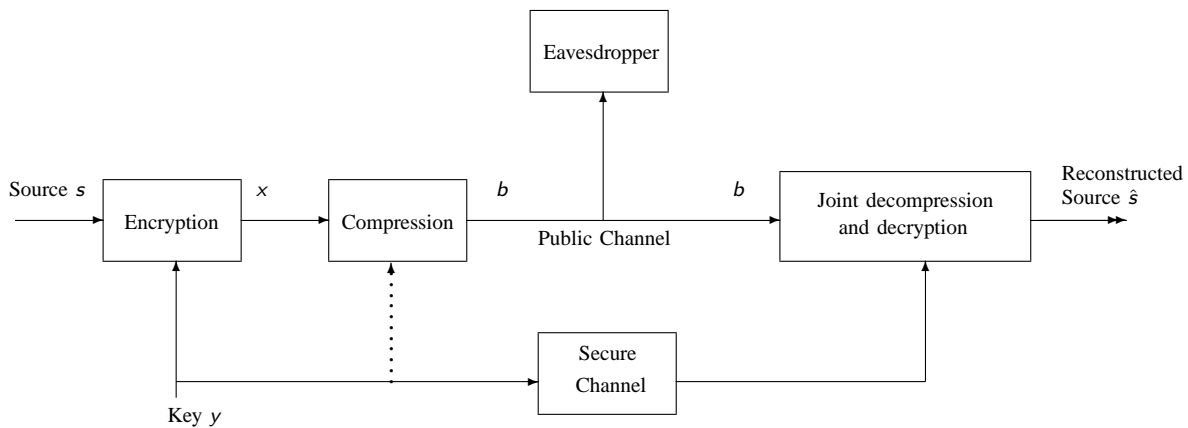 Eavesdropper
Source s
Encryption
x
Compression
b
Public Channel
b
Joint decompression
and decryption
Reconstructed
Source ŝ
Secure
Channel
Key y